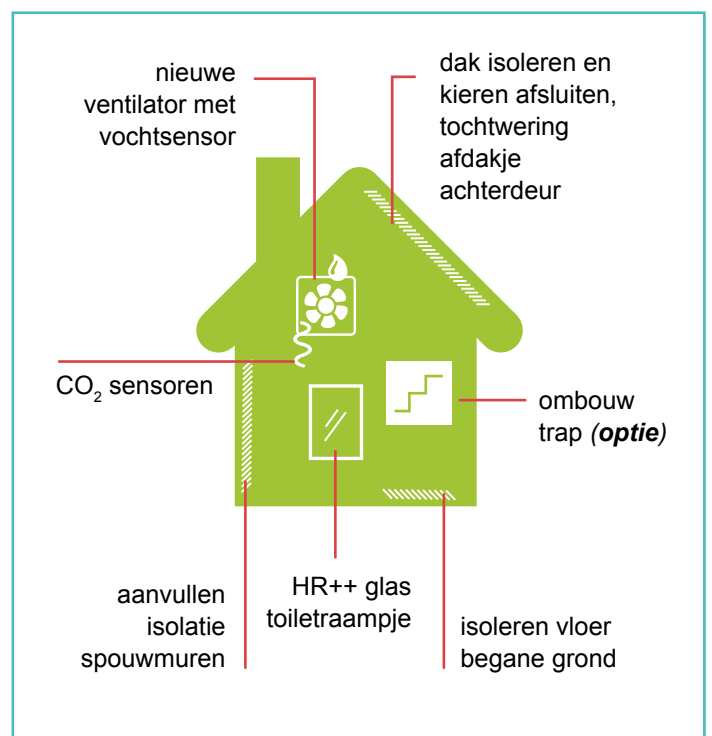 nieuwe
ventilator met
vochtsensor
dak isoleren en
kieren afsluiten,
tochtwering
afdakje
achterdeur
CO₂ sensoren
ombouw
trap (optie)
aanvullen
isolatie
spouwmuren
HR++ glas
toiletraampje
isoleren vloer
begane grond